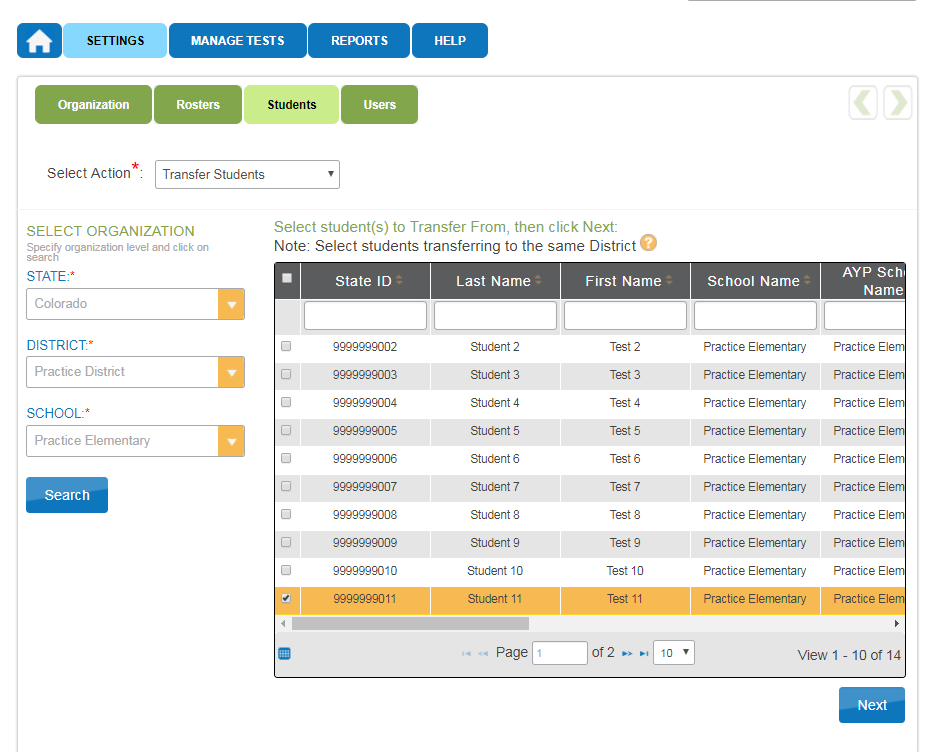 SETTINGS MANAGE TESTS REPORTS HELP
Organization Rosters Students Users
Select Action*: Transfer Students
SELECT ORGANIZATION
Specify organization level and click on
search
STATE:*
Colorado
DISTRICT:*
Practice District
SCHOOL:*
Practice Elementary
Search
Select student(s) to Transfer From, then click Next:
Note: Select students transferring to the same District ?
State ID Last Name First Name School Name AYP Sch
Name
9999999002 Student 2 Test 2 Practice Elementary Practice Elem
9999999003 Student 3 Test 3 Practice Elementary Practice Elem
9999999004 Student 4 Test 4 Practice Elementary Practice Elem
9999999005 Student 5 Test 5 Practice Elementary Practice Elem
9999999006 Student 6 Test 6 Practice Elementary Practice Elem
9999999007 Student 7 Test 7 Practice Elementary Practice Elem
9999999008 Student 8 Test 8 Practice Elementary Practice Elem
9999999009 Student 9 Test 9 Practice Elementary Practice Elem
9999999010 Student 10 Test 10 Practice Elementary Practice Elem
9999999011 Student 11 Test 11 Practice Elementary Practice Elem
Page 1 of 2 10 View 1 - 10 of 14
Next